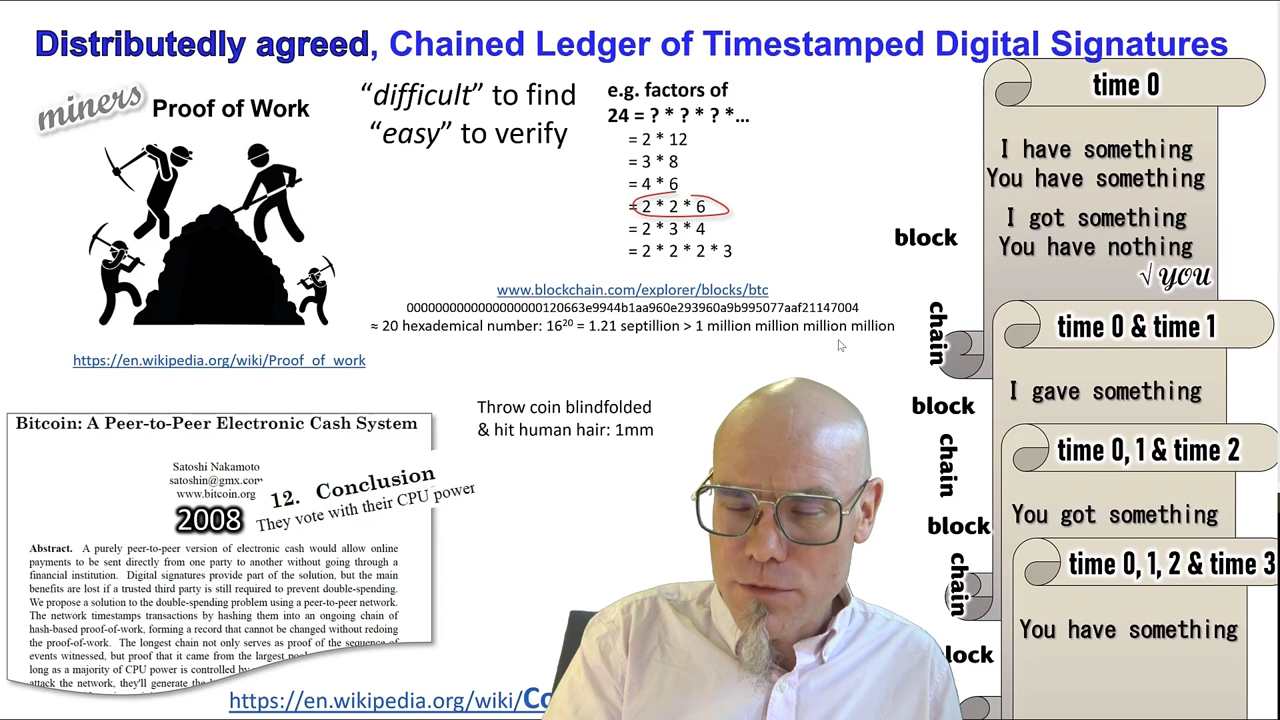 Distributedly agreed, Chained Ledger of Timestamped Digital Signatures
miners
Proof of Work
https://en.wikipedia.org/wiki/Proof_of_work
“difficult” to find
“easy” to verify
e.g. factors of
24 = ? * ? * ? *…
= 2 * 12
= 3 * 8
= 4 * 6
= 2 * 2 * 6
= 2 * 3 * 4
= 2 * 2 * 2 * 3
www.blockchain.com/explorer/blocks/btc
≈ 20 hexademical number: 16²⁰ = 1.21 septillion > 1 million million million million
Throw coin blindfolded
& hit human hair: 1mm
Bitcoin: A Peer-to-Peer Electronic Cash System
Satoshi Nakamoto
satoshin@gmx.com
www.bitcoin.org
2008
12. Conclusion
They vote with their CPU power
Abstract. A purely peer-to-peer version of electronic cash would allow online
payments to be sent directly from one party to another without going through a
financial institution. Digital signatures provide part of the solution, but the main
benefits are lost if a trusted third party is still required to prevent double-spending.
We propose a solution to the double-spending problem using a peer-to-peer network.
The network timestamps transactions by hashing them into an ongoing chain of
hash-based proof-of-work, forming a record that cannot be changed without redoing
the proof-of-work. The longest chain not only serves as proof of the sequence of
events witnessed, but proof that it came from the largest
long as a majority of CPU power is controlled
attack the network, they'll generate the
https://en.wikipedia.org/wiki/Co
time 0
I have something
You have something
I got something
You have nothing
√ you
block
chain
time 0 & time 1
I gave something
block
chain
time 0, 1 & time 2
You got something
block
chain
time 0, 1, 2 & time 3
You have something
lock